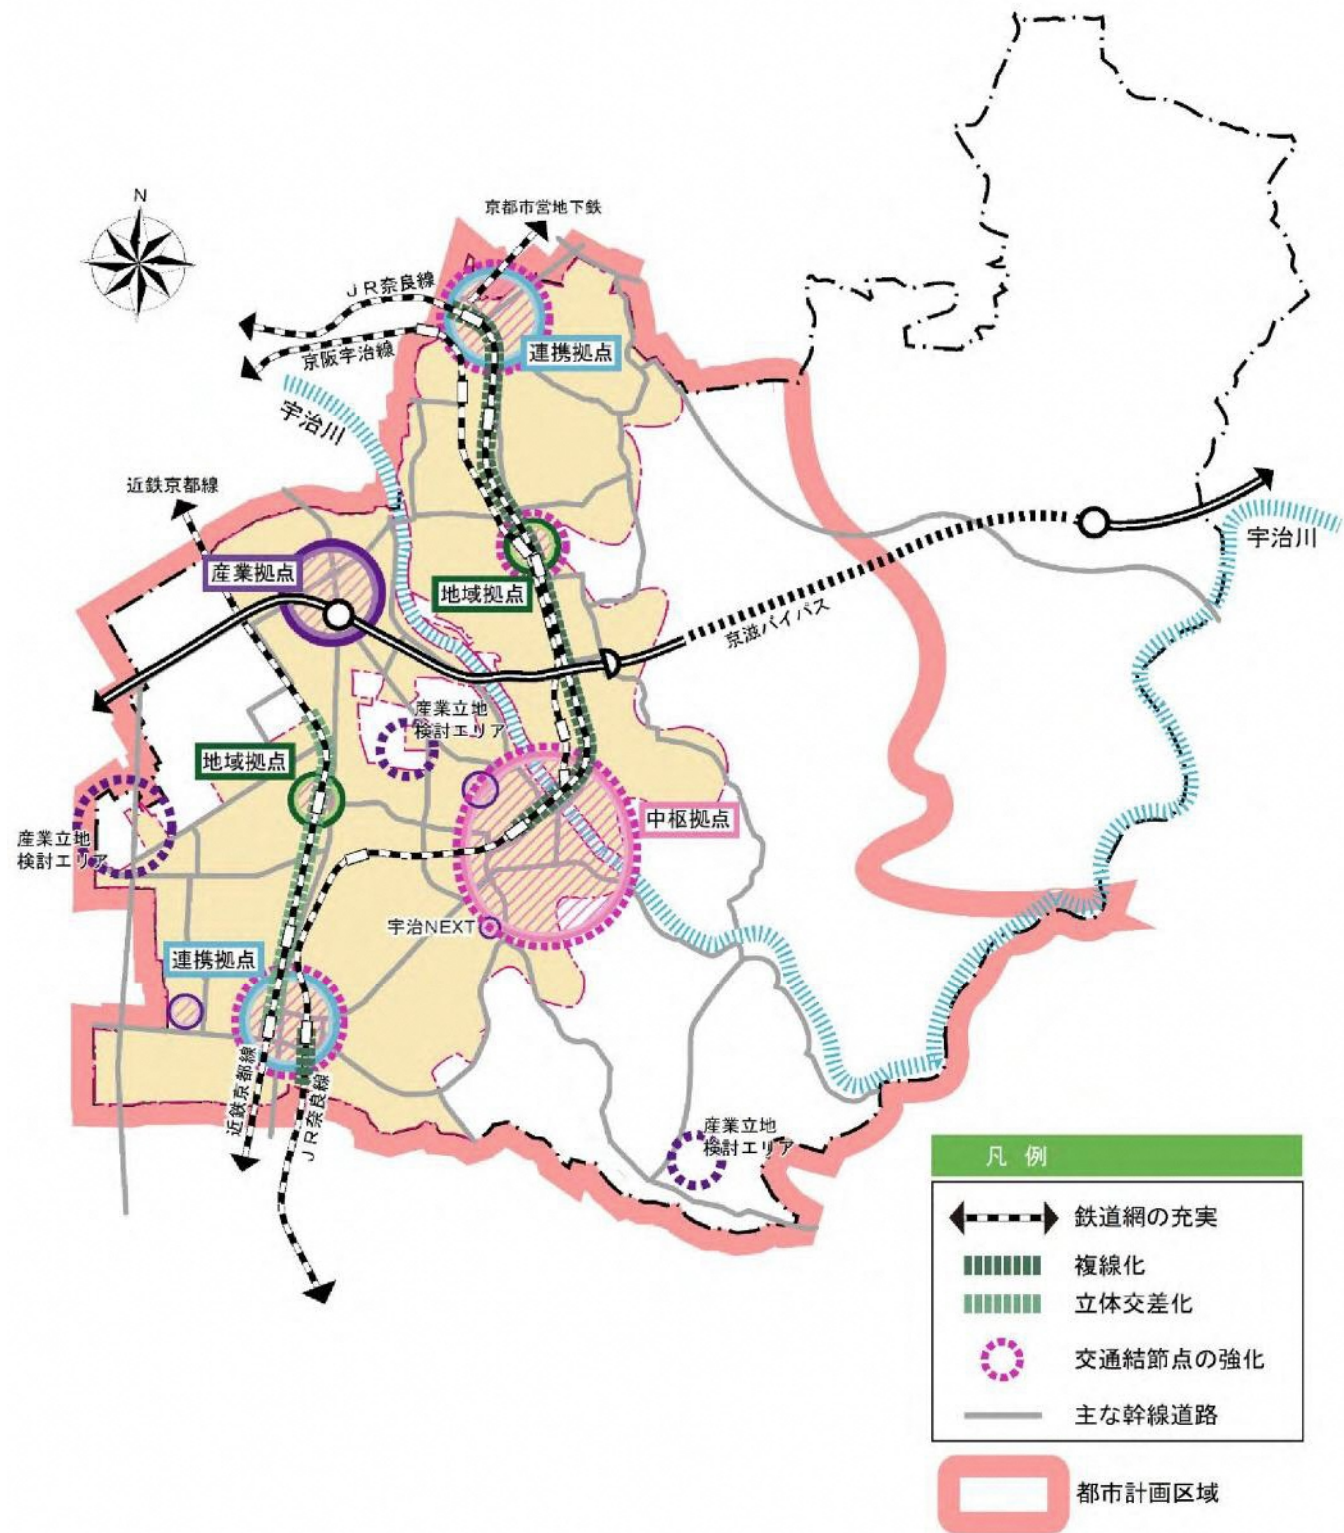 N
京都市営地下鉄
JR奈良線
京阪宇治線
連携拠点
宇治川
近鉄京都線
宇治川
産業拠点
地域拠点
京滋バイパス
産業立地
検討エリア
地域拠点
中枢拠点
産業立地
検討エリア
宇治NEXT
連携拠点
近鉄京都線
JR奈良線
産業立地
検討エリア
凡 例
鉄道網の充実
複線化
立体交差化
交通結節点の強化
主な幹線道路
都市計画区域